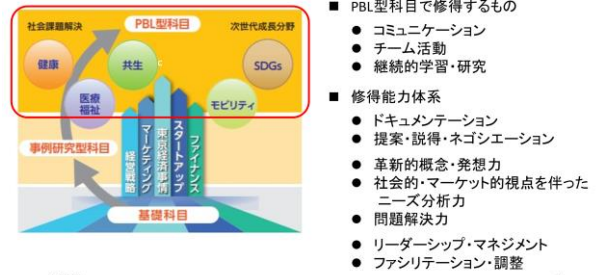 社会課題解決
PBL型科目
次世代成長分野
健康
共生
SDGs
医療
福祉
モビリティ
事例研究型科目
経営戦略
マーケティング
東京経済事情
スタートアップ
ファイナンス
基礎科目
■ PBL型科目で修得するもの
● コミュニケーション
● チーム活動
● 継続的学習・研究
■ 修得能力体系
● ドキュメンテーション
● 提案・説得・ネゴシエーション
● 革新的概念・発想力
● 社会的・マーケット的視点を伴った
ニーズ分析力
● 問題解決力
● リーダーシップ・マネジメント
● ファシリテーション・調整